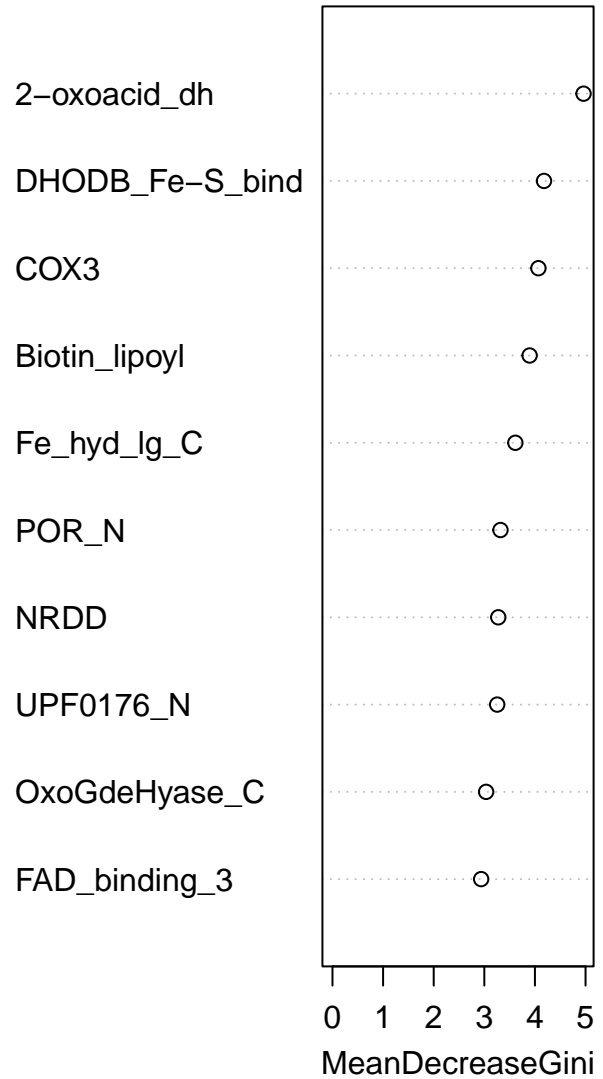 2−oxoacid_dh
DHODB_Fe−S_bind
COX3
Biotin_lipoyl
Fe_hyd_lg_C
POR_N
NRDD
UPF0176_N
OxoGdeHyase_C
FAD_binding_3
0 1 2 3 4 5
MeanDecreaseGini